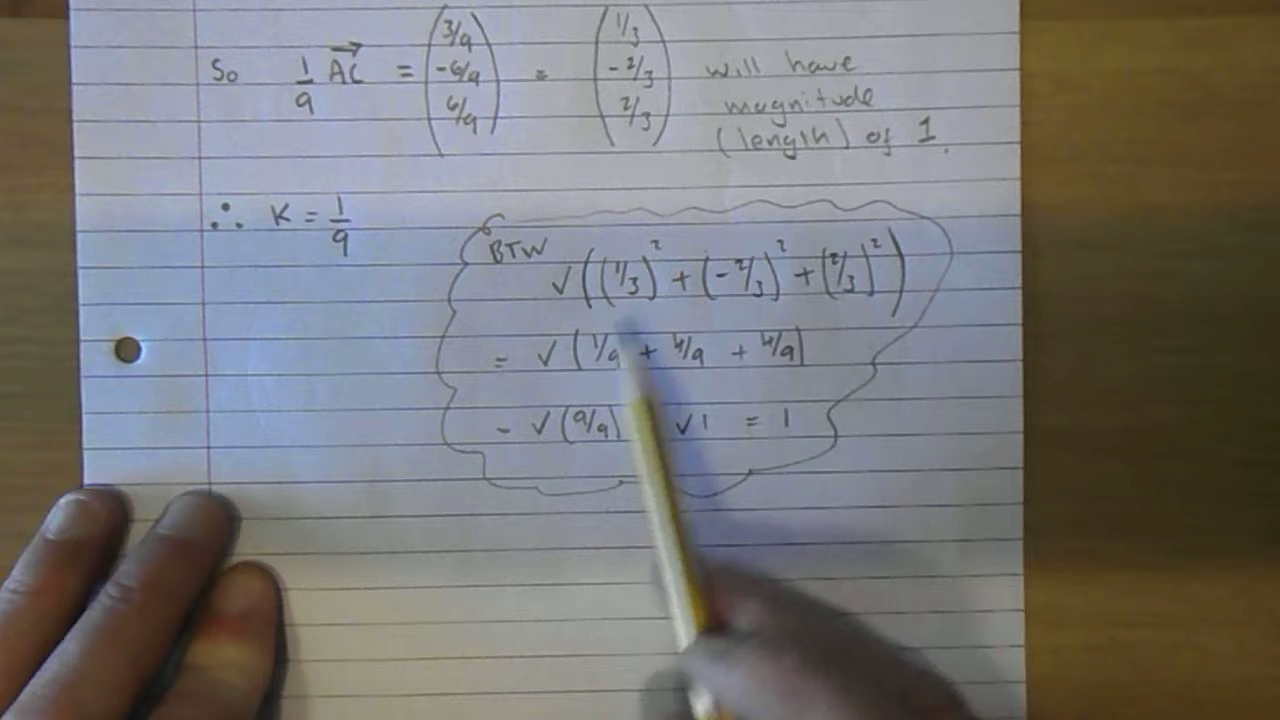 So 1/9 AC→ = (3/9 -6/9 6/9) = (1/3 -2/3 2/3) will have
magnitude
(length) of 1.
∴ K = 1/9
BTW
√((1/3)² + (-2/3)² + (2/3)²)
= √(1/9 + 4/9 + 4/9)
= √(9/9) √1 = 1